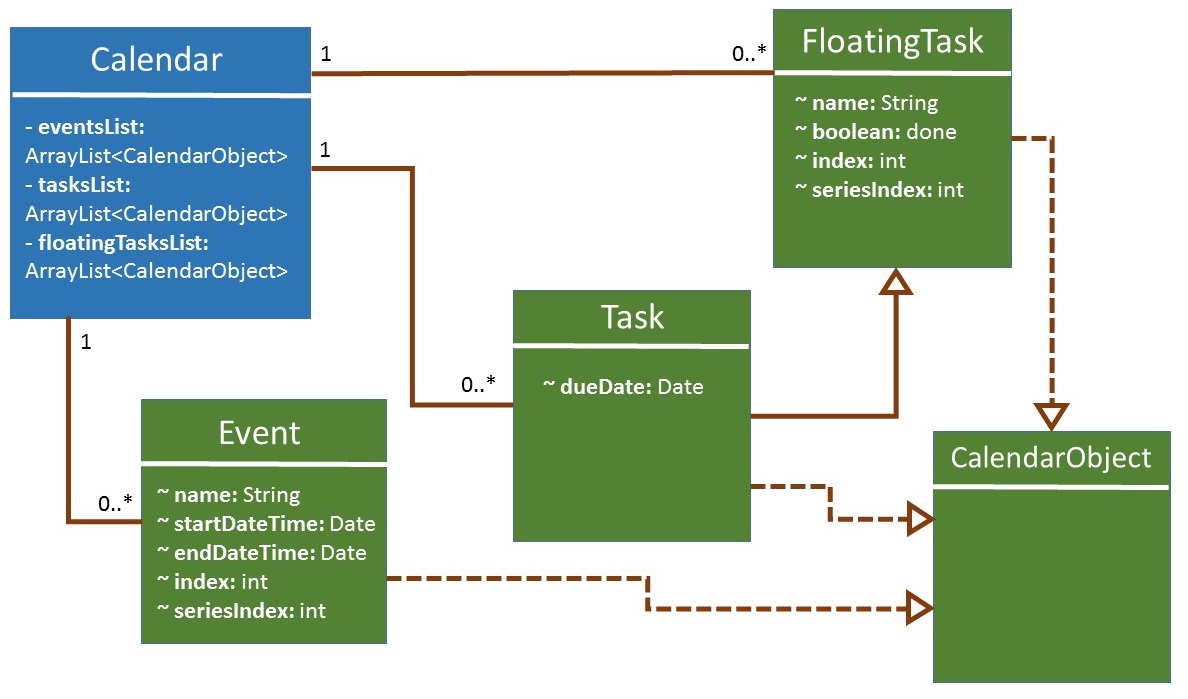 Calendar
- eventsList:
ArrayList<CalendarObject>
- tasksList:
ArrayList<CalendarObject>
- floatingTasksList:
ArrayList<CalendarObject>
1
0..*
FloatingTask
~ name: String
~ boolean: done
~ index: int
~ seriesIndex: int
1
0..*
Task
~ dueDate: Date
1
0..*
Event
~ name: String
~ startDateTime: Date
~ endDateTime: Date
~ index: int
~ seriesIndex: int
CalendarObject